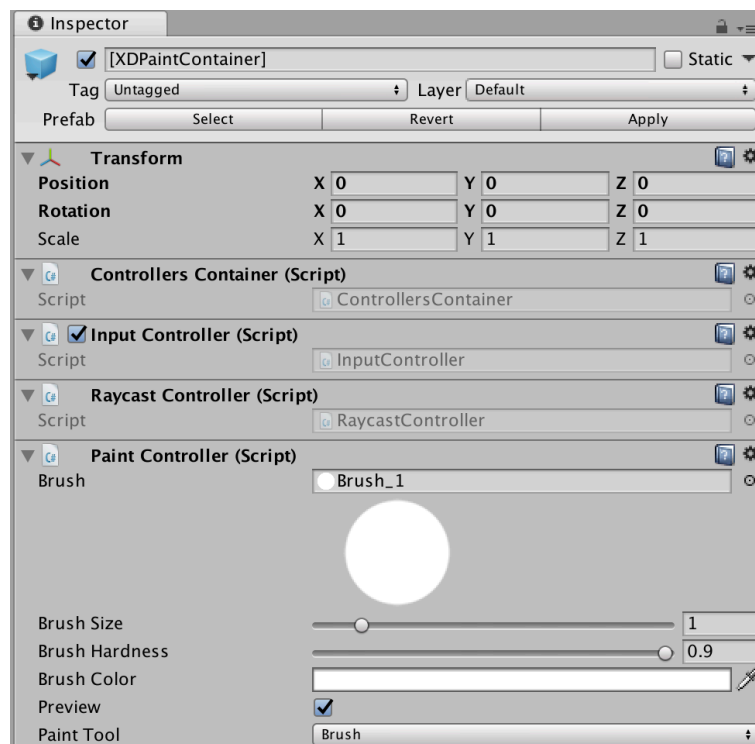 Inspector
[XDPaintContainer] Static
Tag Untagged Layer Default
Prefab Select Revert Apply
Transform
Position X 0 Y 0 Z 0
Rotation X 0 Y 0 Z 0
Scale X 1 Y 1 Z 1
C# Controllers Container (Script)
Script C# ControllersContainer
C# Input Controller (Script)
Script C# InputController
C# Raycast Controller (Script)
Script C# RaycastController
C# Paint Controller (Script)
Brush Brush_1
Brush Size 1
Brush Hardness 0.9
Brush Color
Preview
Paint Tool Brush